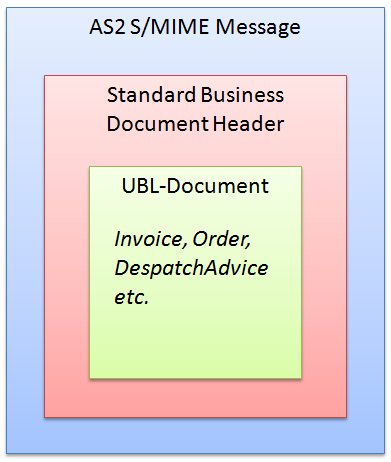 AS2 S/MIME Message
Standard Business
Document Header
UBL-Document
Invoice, Order,
DespatchAdvice
etc.